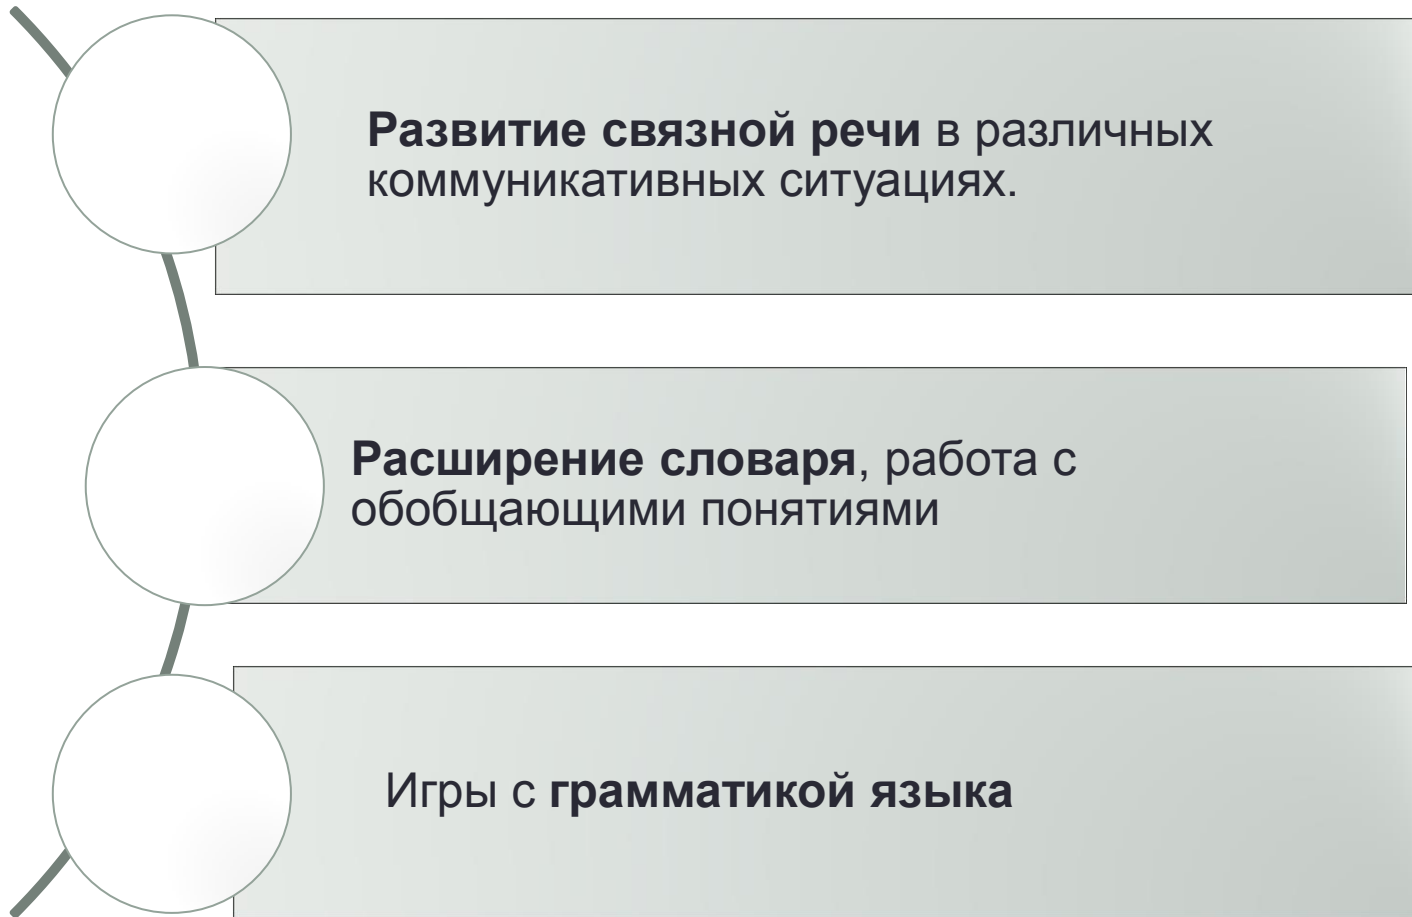 Развитие связной речи в различных
коммуникативных ситуациях.
Расширение словаря, работа с
обобщающими понятиями
Игры с грамматикой языка